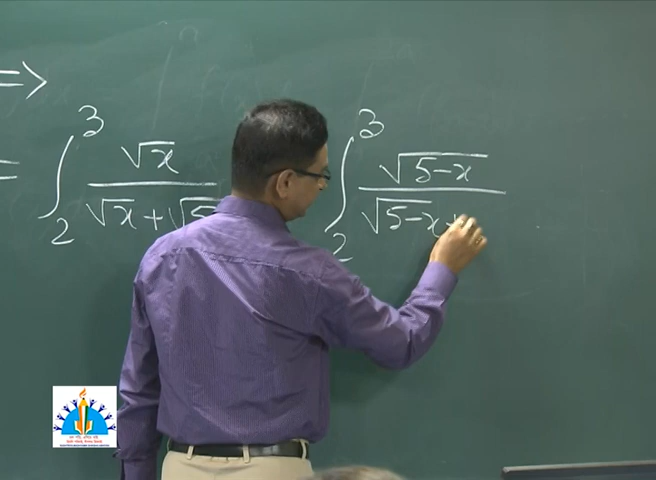 =>
∫₂³ √x / (√x + √5
= ∫₂³ √(5-x) / (√5-x +